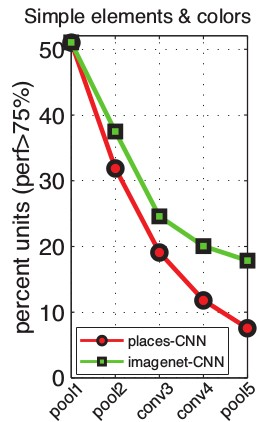 Simple elements & colors
percent units (perf>75%)
50
40
30
20
10
0
places-CNN
imagenet-CNN
pool1
pool2
conv3
conv4
pool5